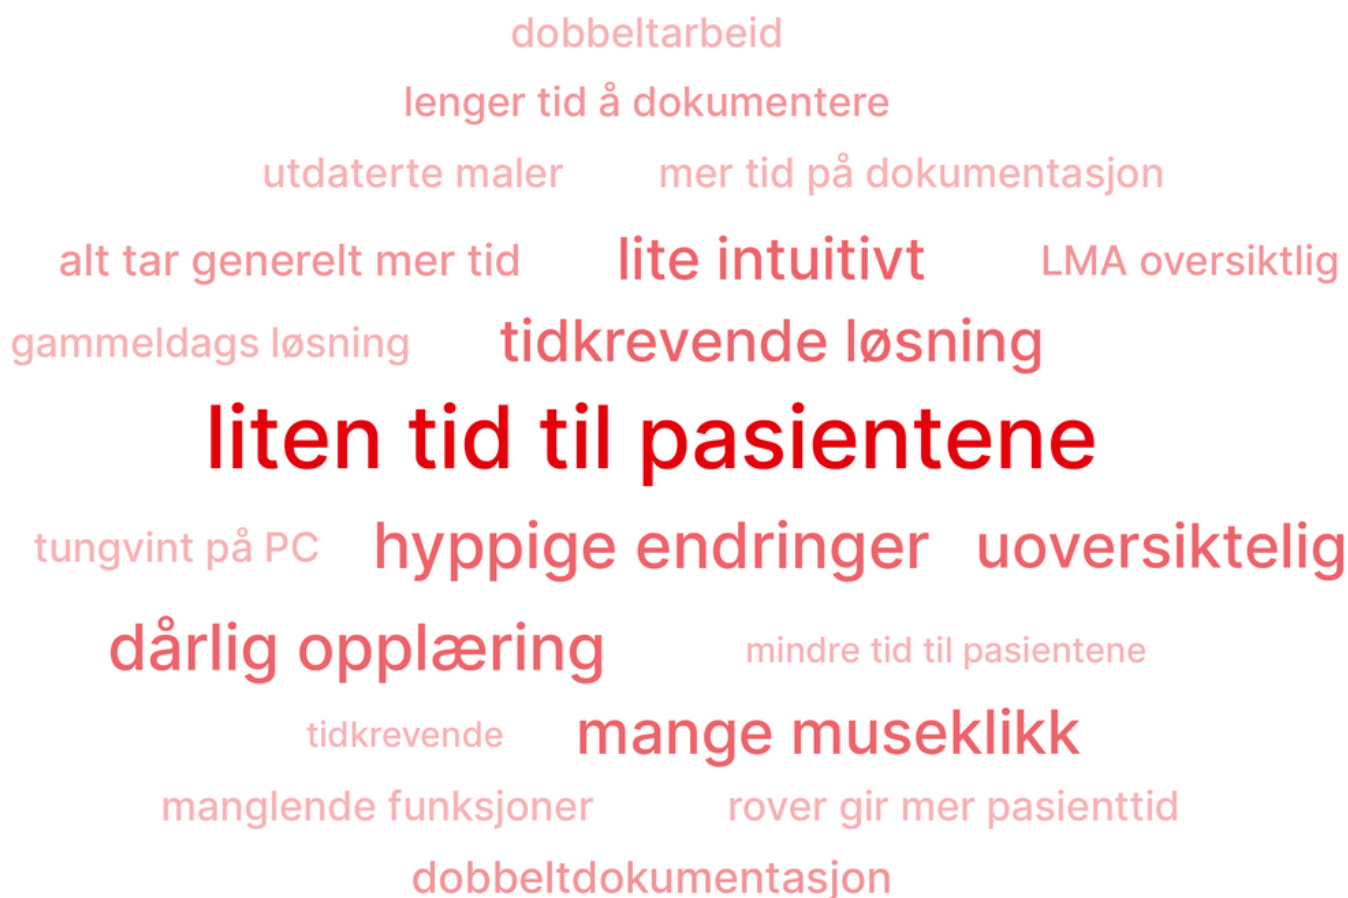 dobbeltarbeid
lenger tid å dokumentere
utdaterte maler mer tid på dokumentasjon
alt tar generelt mer tid lite intuitivt LMA oversiktlig
gammeldags løsning tidkrevende løsning
liten tid til pasientene
tungvint på PC hyppige endringer uoversiktelig
dårlig opplæring mindre tid til pasientene
tidkrevende mange museklikk
manglende funksjoner rover gir mer pasienttid
dobbeltdokumentasjon